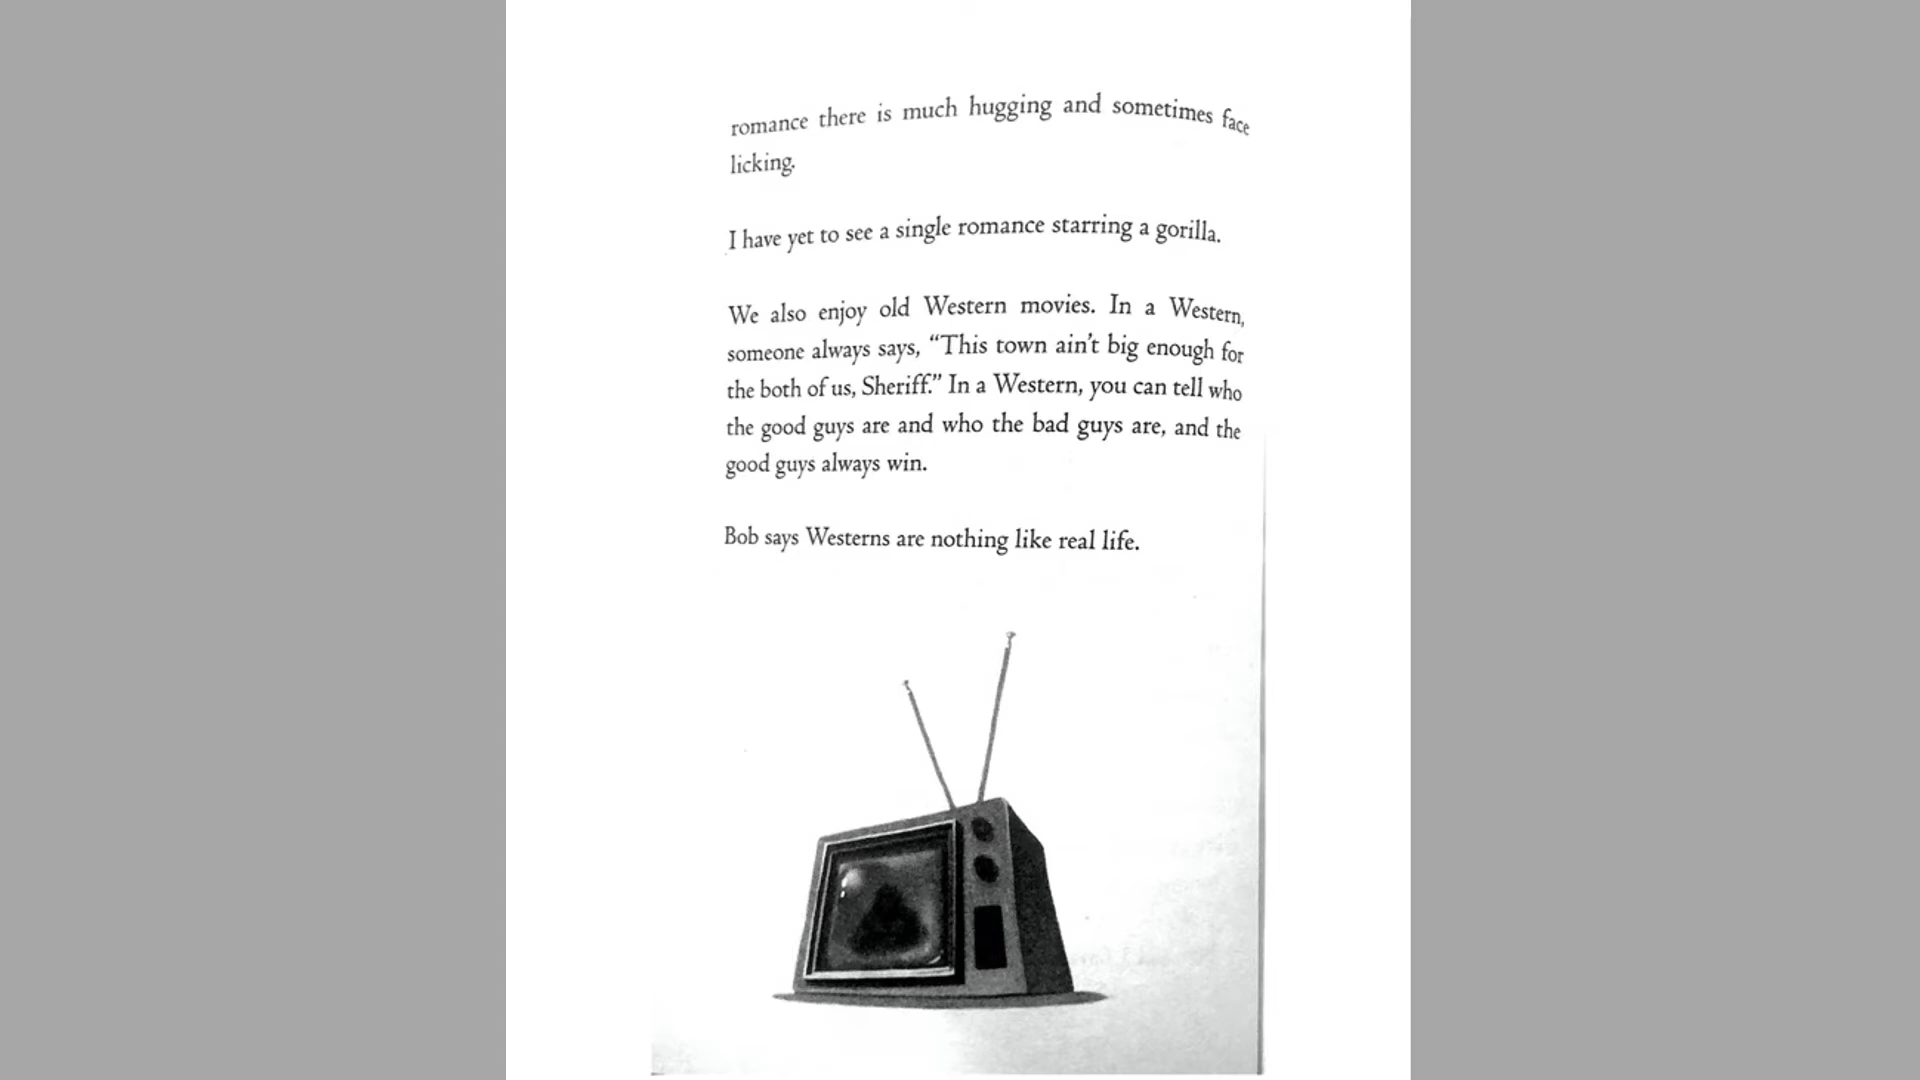 romance there is much hugging and sometimes face
licking.
I have yet to see a single romance starring a gorilla.
We also enjoy old Western movies. In a Western,
someone always says, “This town ain’t big enough for
the both of us, Sheriff.” In a Western, you can tell who
the good guys are and who the bad guys are, and the
good guys always win.
Bob says Westerns are nothing like real life.